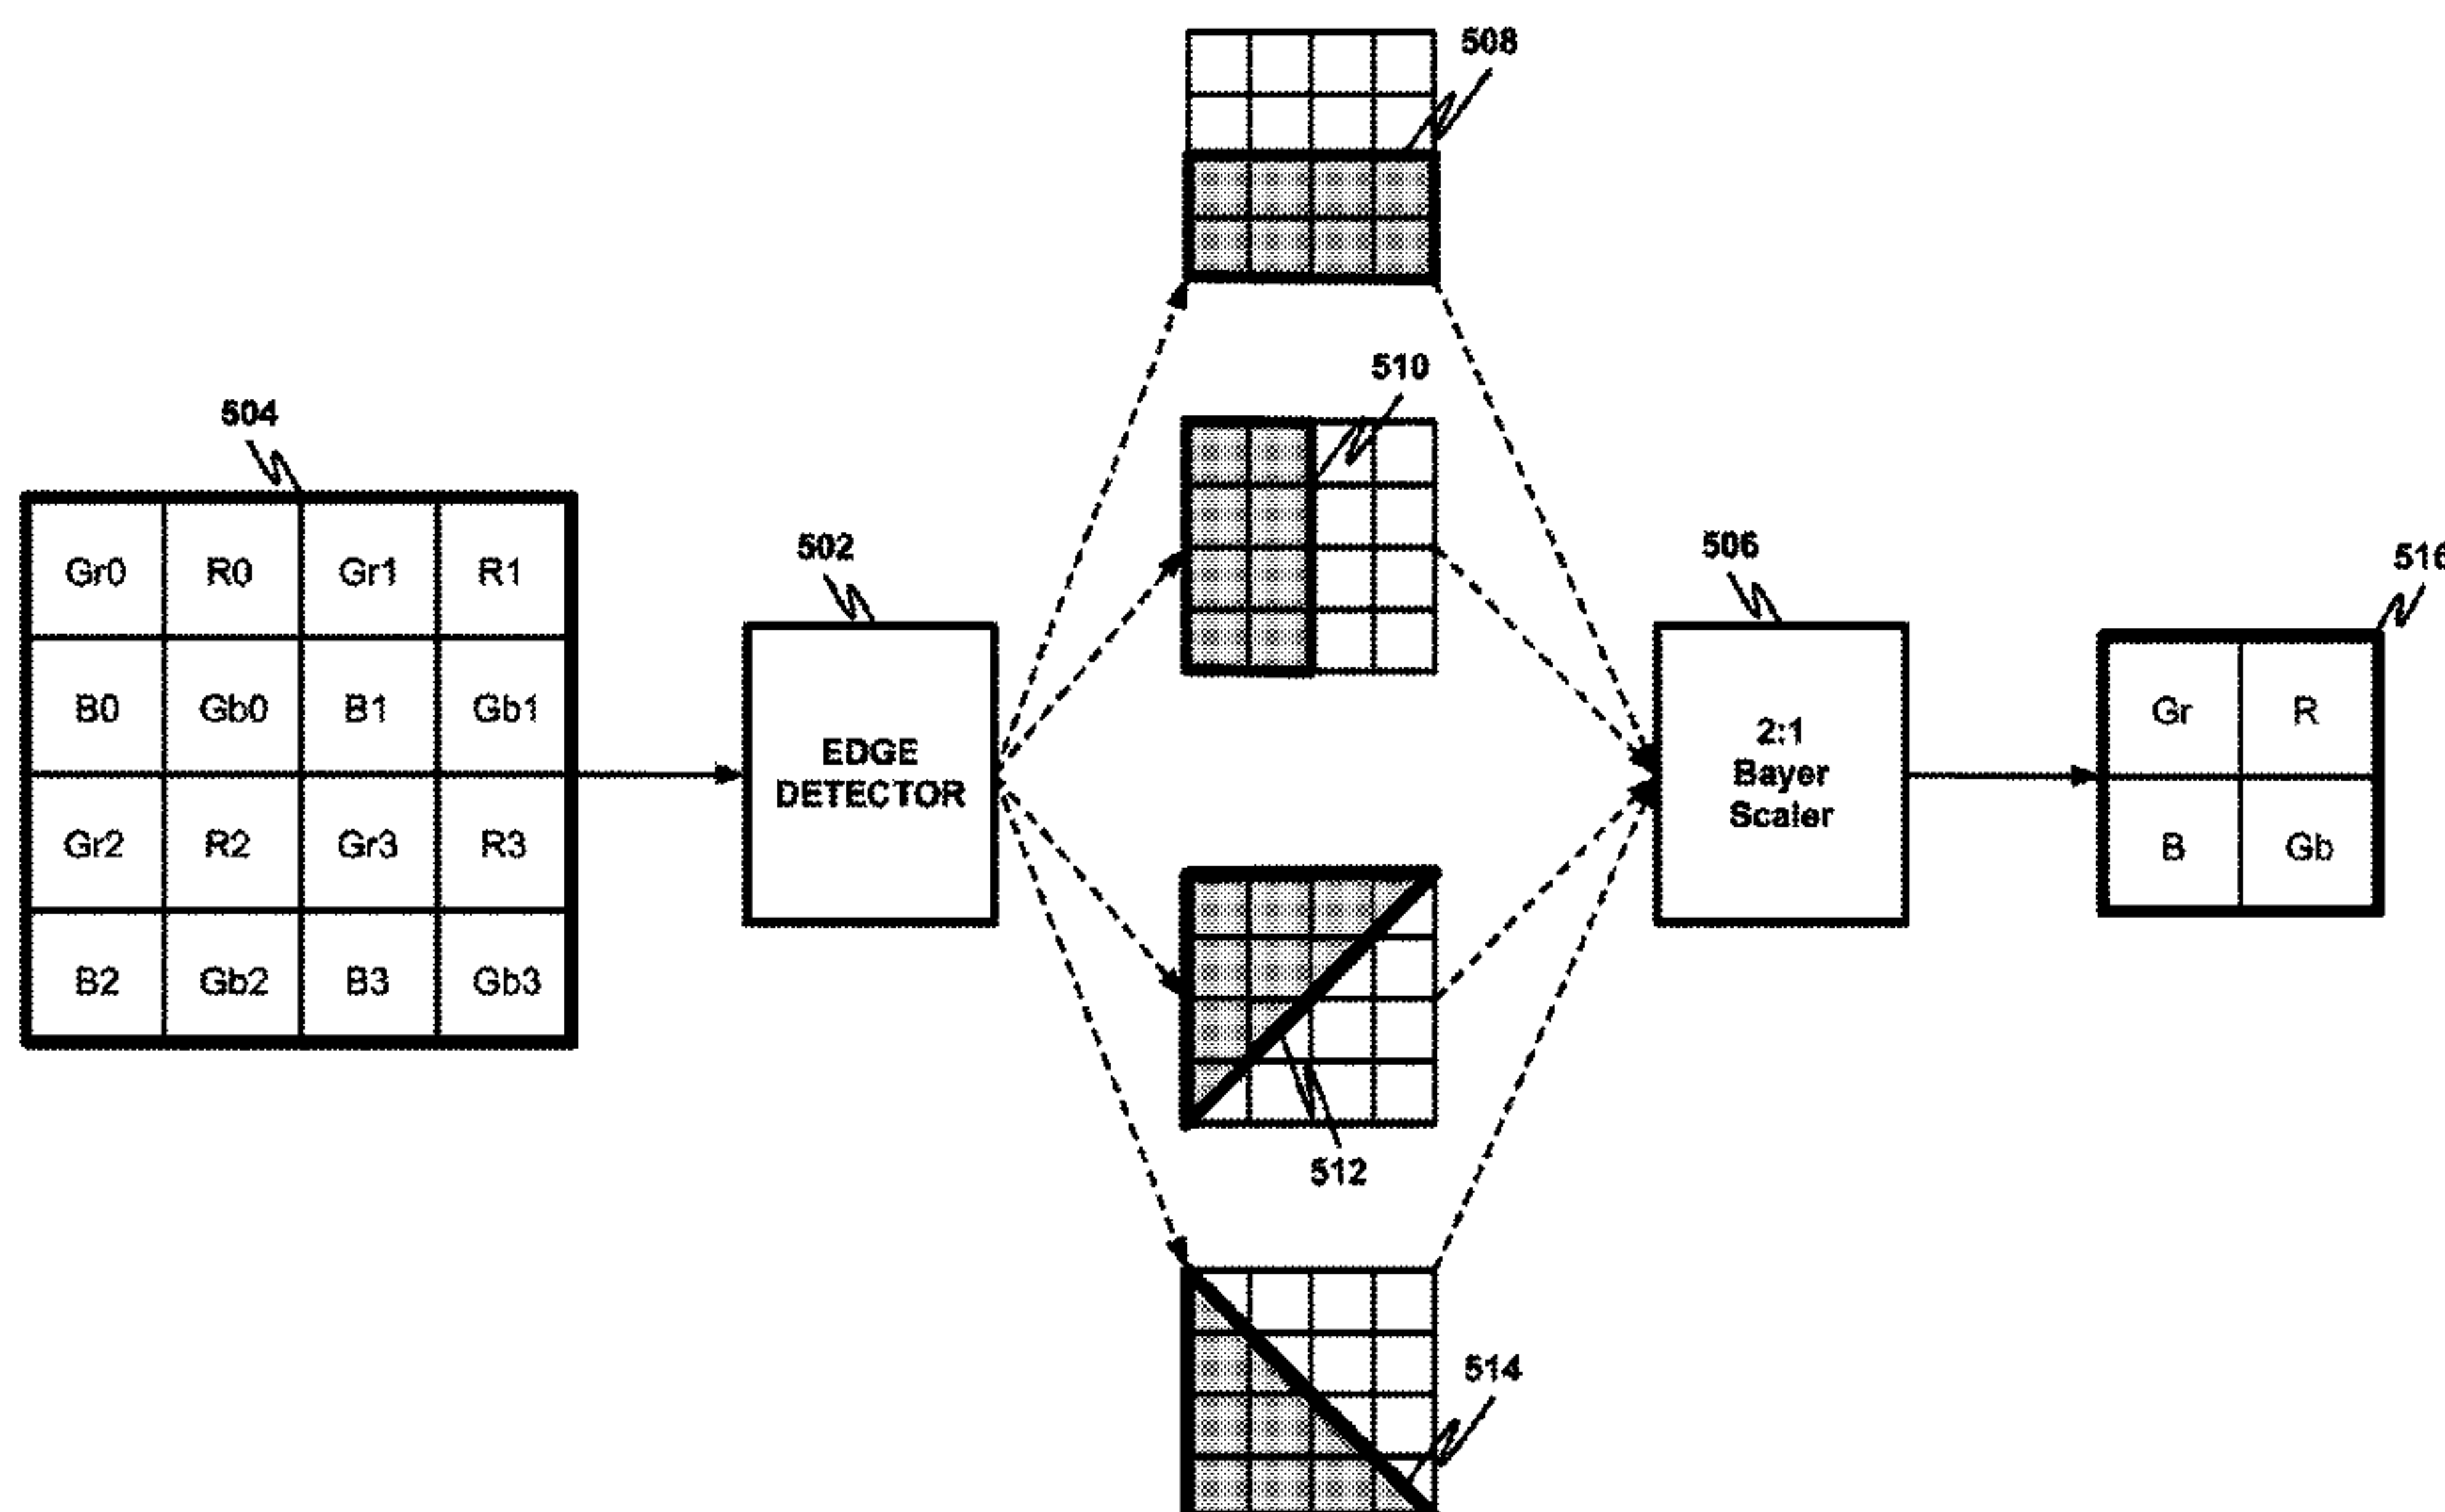 508
510
504
502
506
516
Gr0 R0 Gr1 R1
B0 Gb0 B1 Gb1
Gr2 R2 Gr3 R3
B2 Gb2 B3 Gb3
EDGE
DETECTOR
2:1
Bayer
Scaler
Gr R
B Gb
512
514